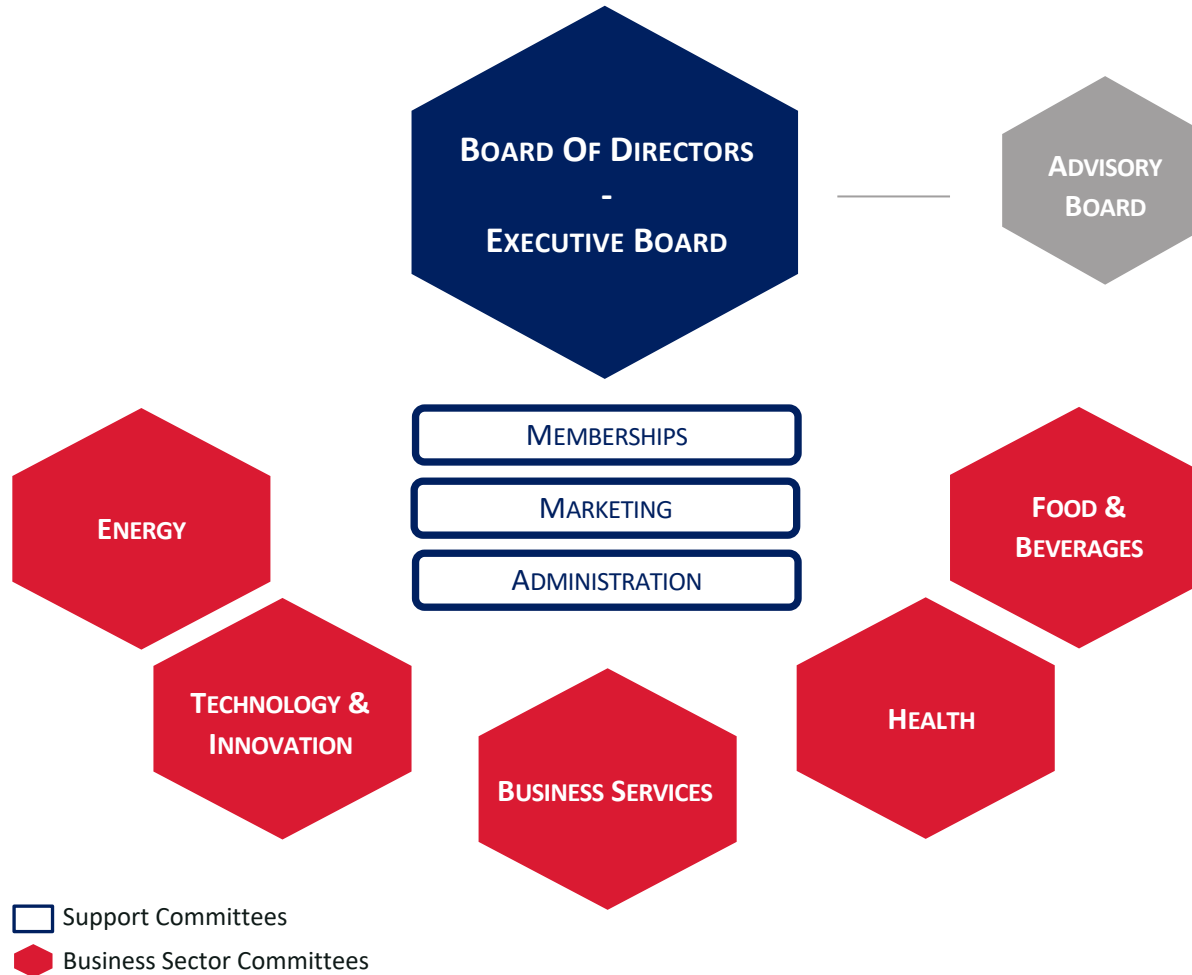 BOARD OF DIRECTORS
-
EXECUTIVE BOARD
ADVISORY
BOARD
MEMBERSHIPS
MARKETING
ADMINISTRATION
ENERGY
FOOD &
BEVERAGES
TECHNOLOGY &
INNOVATION
HEALTH
BUSINESS SERVICES
Support Committees
Business Sector Committees